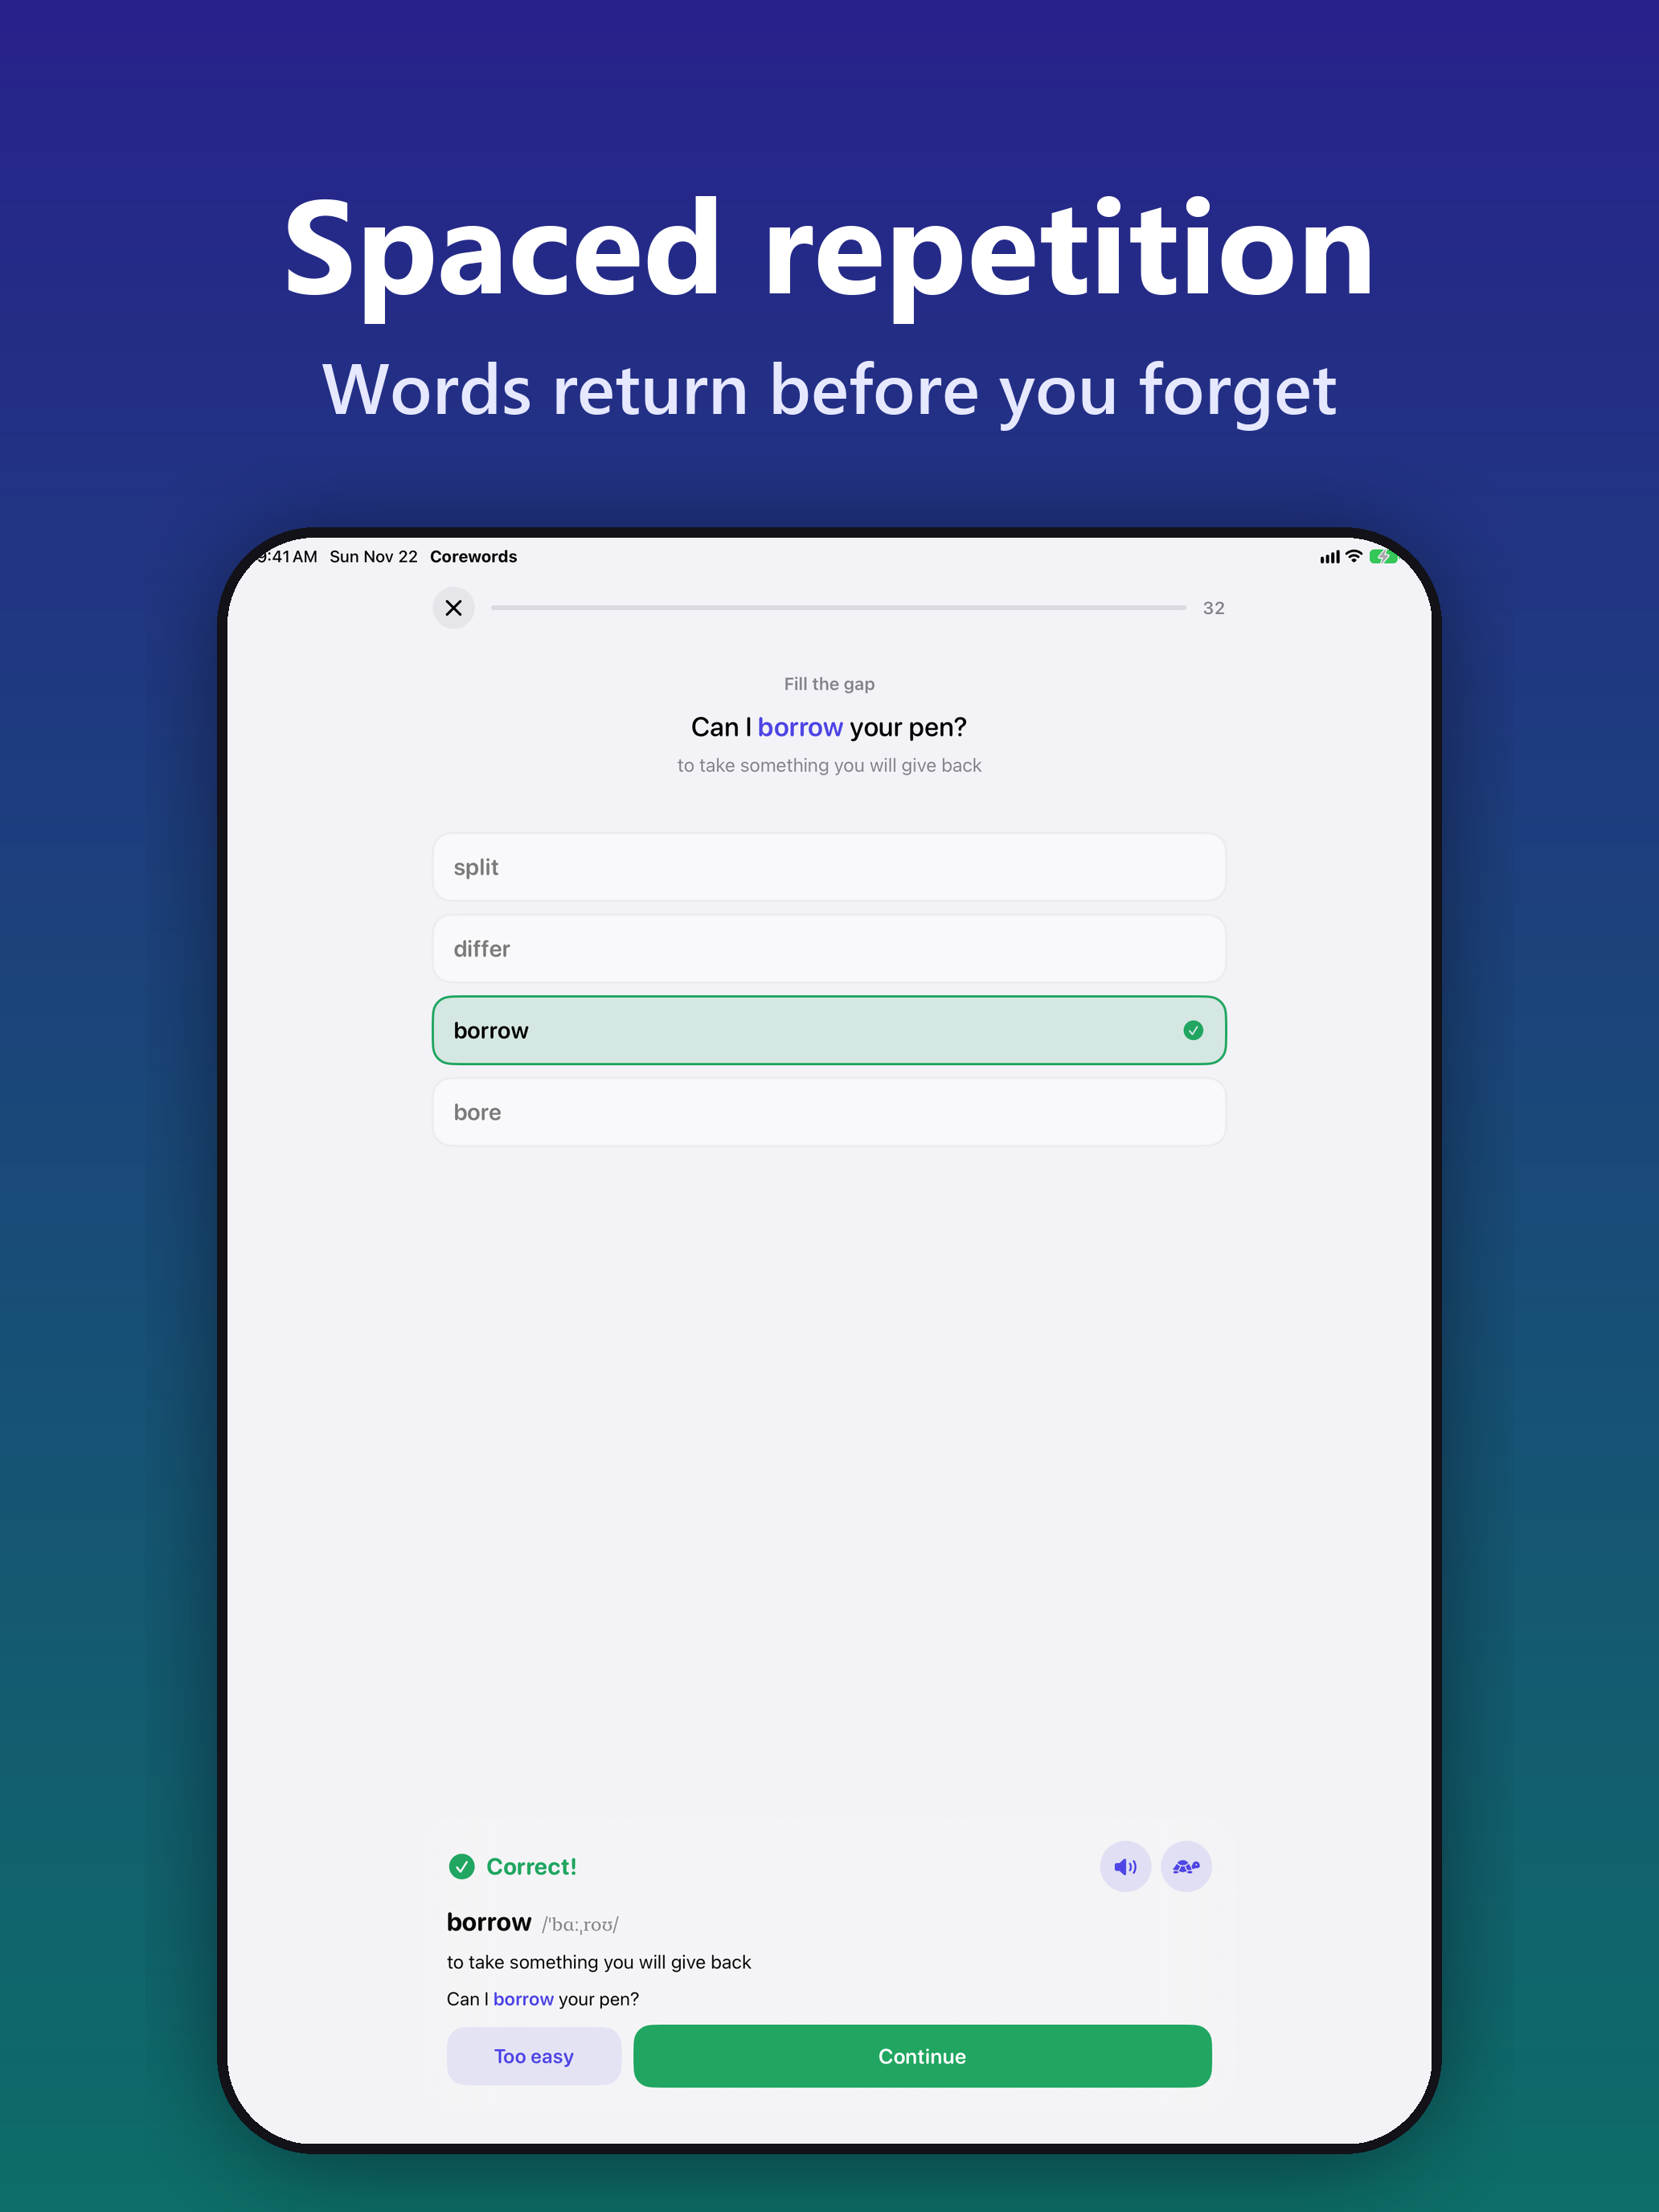 Spaced repetition
Words return before you forget
9:41 AM Sun Nov 22 Corewords
32
Fill the gap
Can I borrow your pen?
to take something you will give back
split
differ
borrow
bore
Correct!
borrow /ˈbɑːˌroʊ/
to take something you will give back
Can I borrow your pen?
Too easy
Continue